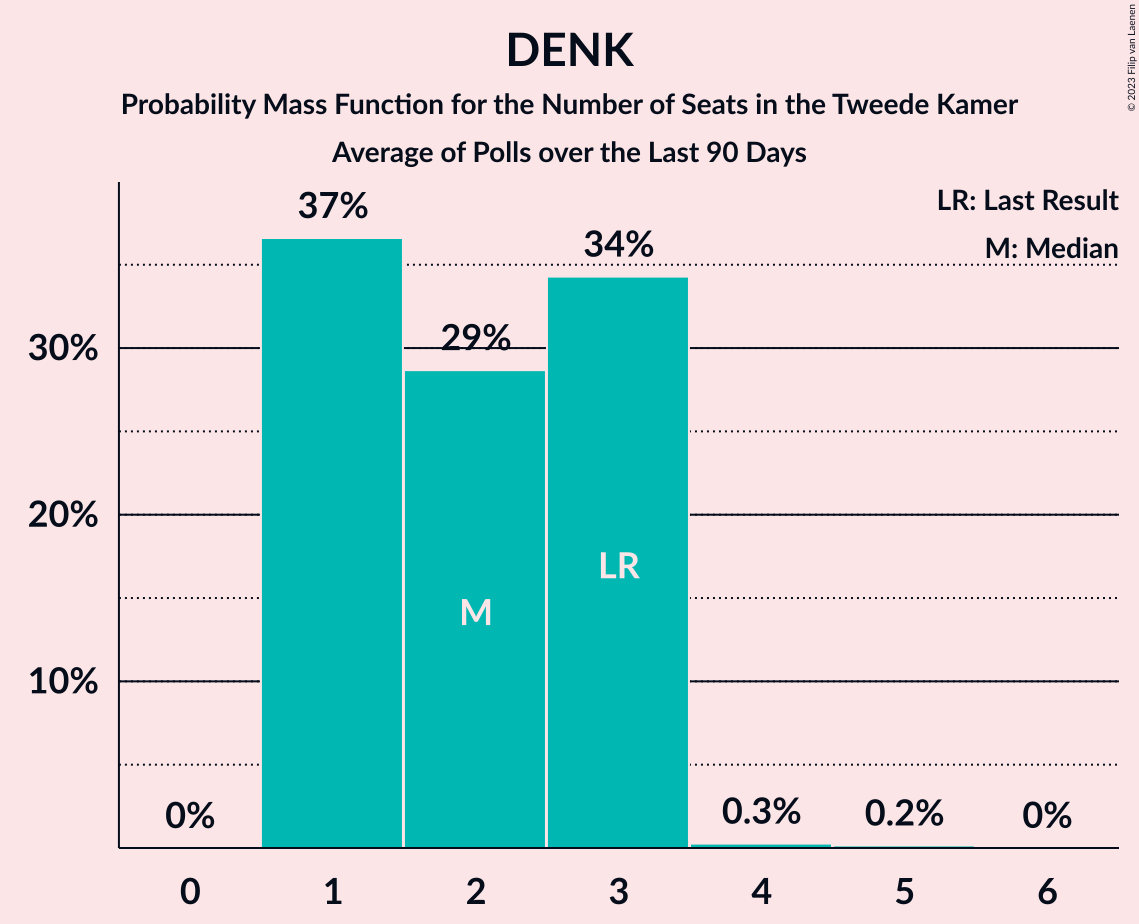 DENK
Probability Mass Function for the Number of Seats in the Tweede Kamer
Average of Polls over the Last 90 Days
© 2023 Filip van Laenen
LR: Last Result
M: Median
37%
34%
29%
30%
20%
10%
LR
M
0%
0.3%
0.2%
0%
0 1 2 3 4 5 6